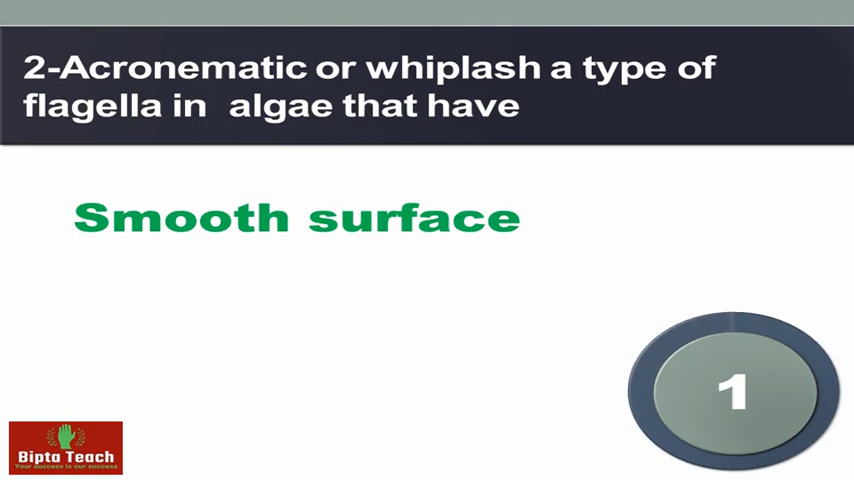 2-Acronematic or whiplash a type of
flagella in algae that have
Smooth surface
1
Bipta Teach
Your success is our success